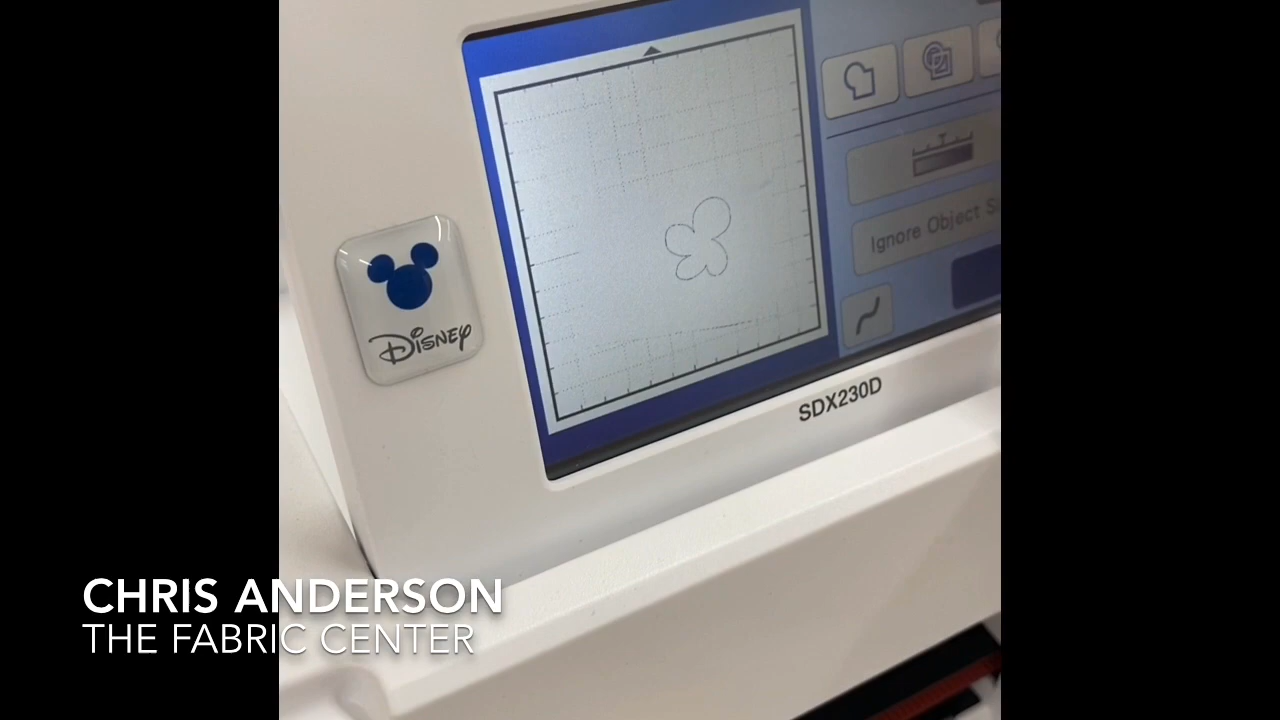 Ignore Object
DISNEY
SDX230D
CHRIS ANDERSON
THE FABRIC CENTER